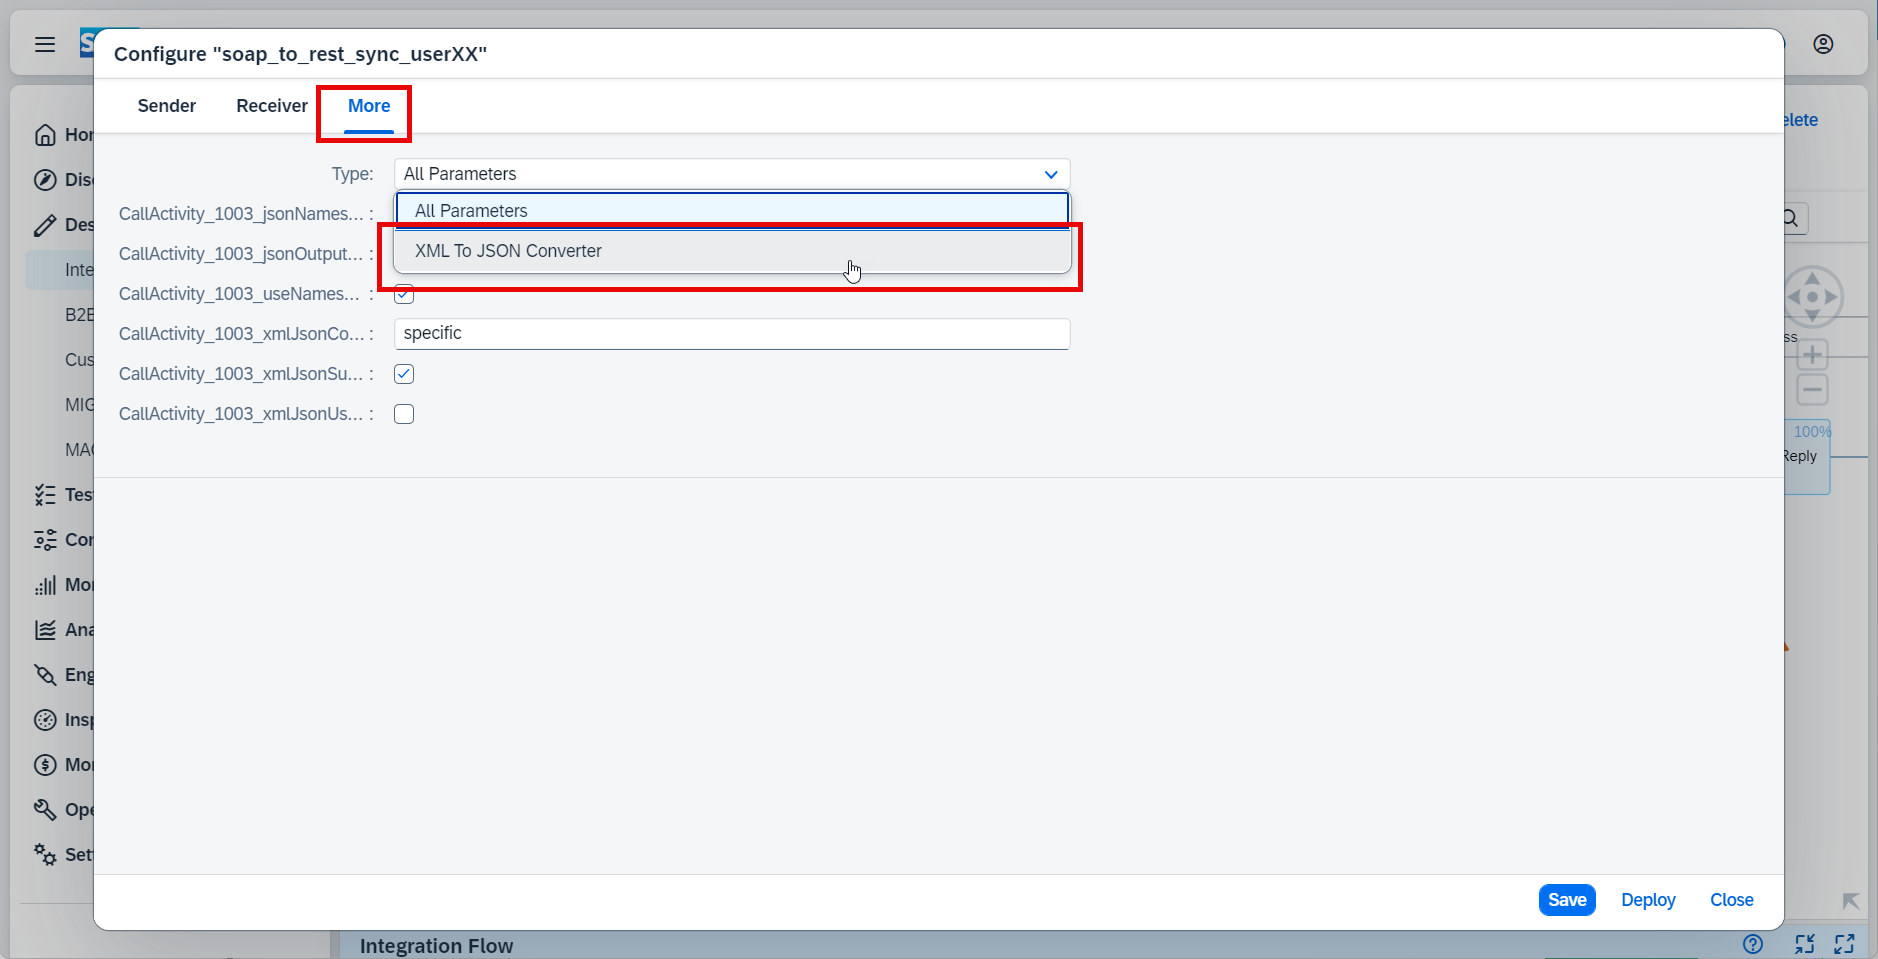 Configure "soap_to_rest_sync_userXX"
Sender
Receiver
More
Type:
All Parameters
All Parameters
XML To JSON Converter
CallActivity_1003_jsonNames... :
CallActivity_1003_jsonOutput... :
CallActivity_1003_useNames... :
CallActivity_1003_xmlJsonCo... :
specific
CallActivity_1003_xmlJsonSu... :
CallActivity_1003_xmlJsonUs... :
Save
Deploy
Close
Hor
Dis
Des
Inte
B2B
Cus
MIG
MAG
Tes
Cor
Mor
Ana
Eng
Insp
Mor
Ope
Set
elete
ss
100%
Reply
Integration Flow